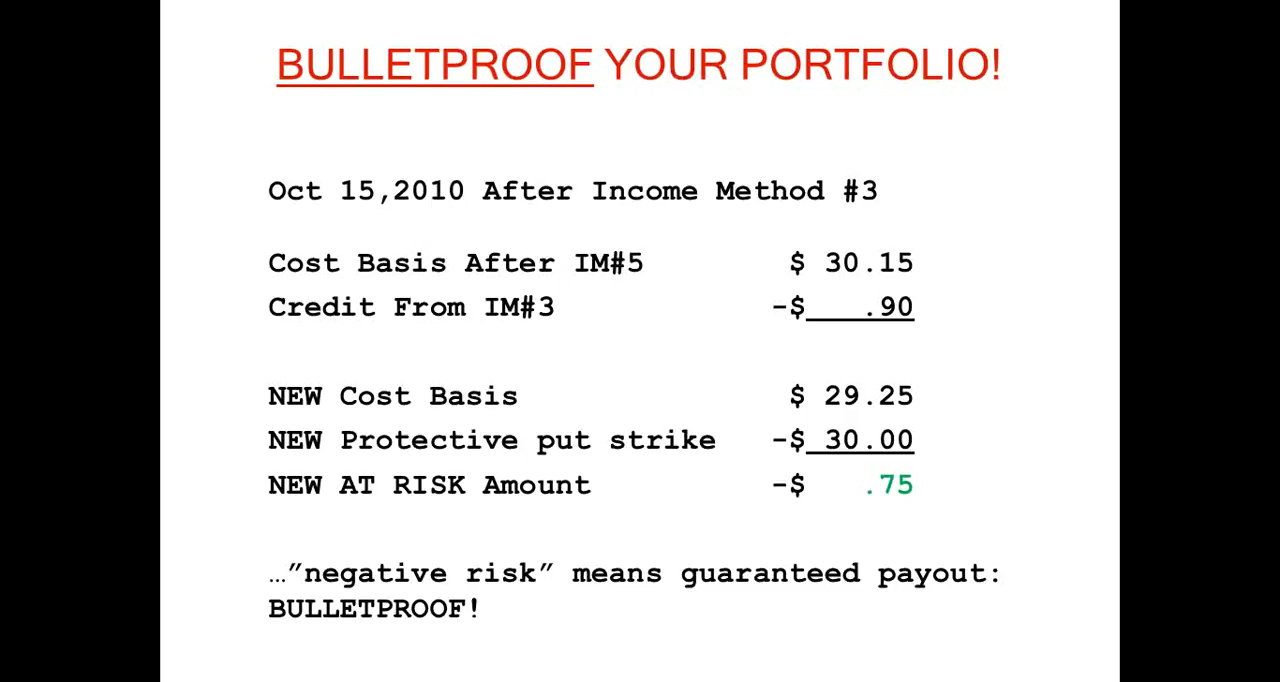 BULLETPROOF YOUR PORTFOLIO!
Oct 15,2010 After Income Method #3
Cost Basis After IM#5 $ 30.15
Credit From IM#3 -$ .90
NEW Cost Basis $ 29.25
NEW Protective put strike -$ 30.00
NEW AT RISK Amount -$ .75
…”negative risk” means guaranteed payout:
BULLETPROOF!